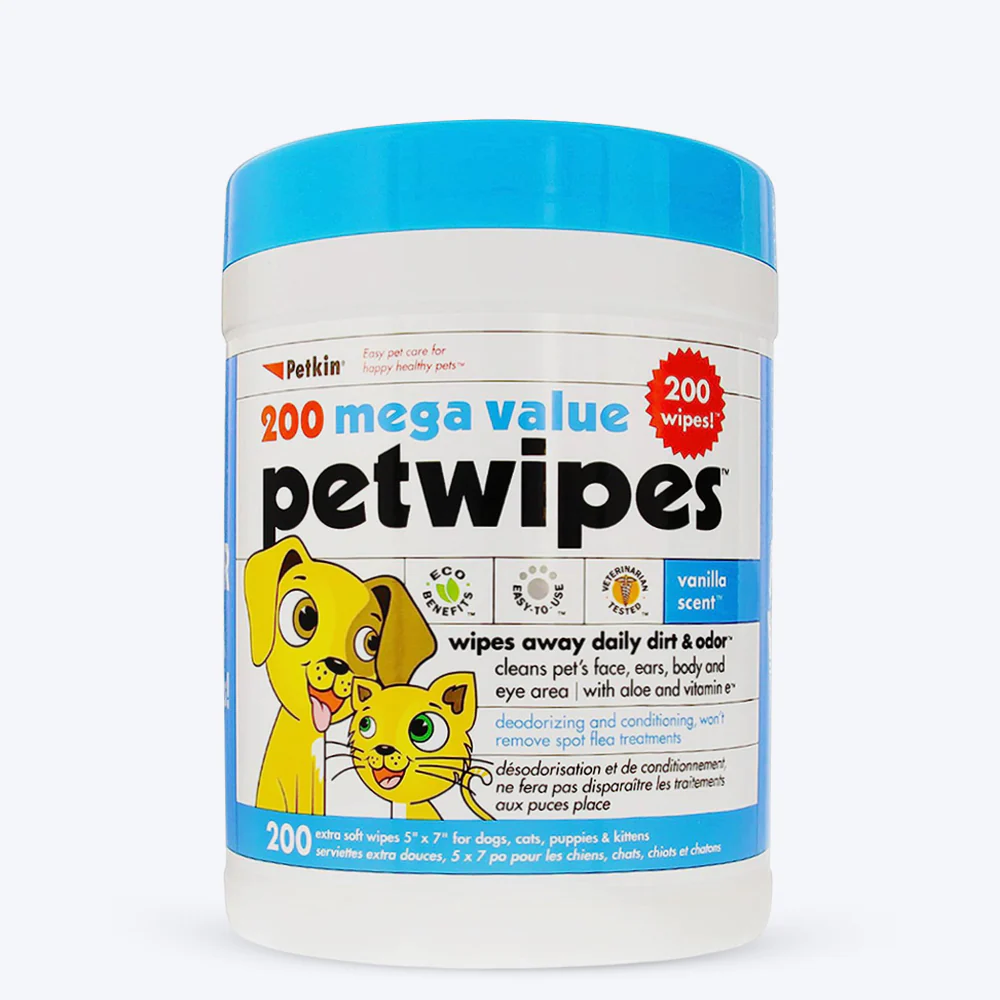 Petkin®
Easy pet care for
happy healthy pets™
200 mega value
200
wipes!™
petwipes™
ECO
BENEFITS™
EASY-TO-USE™
VETERINARIAN
TESTED™
vanilla
scent™
wipes away daily dirt & odor™
cleans pet's face, ears, body and
eye area | with aloe and vitamin e™
deodorizing and conditioning, won't
remove spot flea treatments
désodorisation et de conditionnement,
ne fera pas disparaître les traitements
aux puces place
200 extra soft wipes 5" x 7" for dogs, cats, puppies & kittens
serviettes extra douces, 5 x 7 po pour les chiens, chats, chiots et chatons